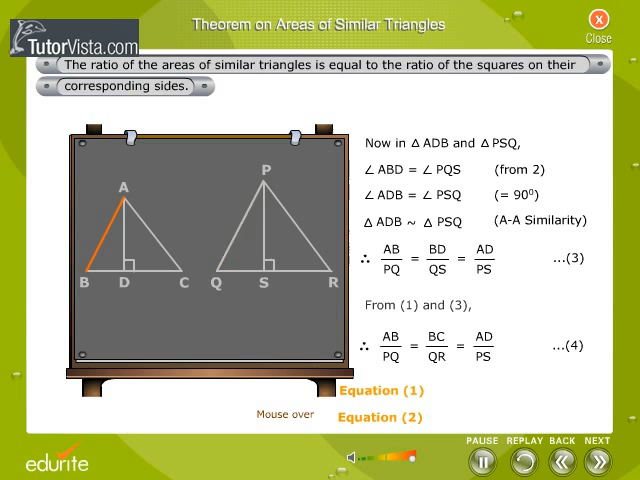 Theorem on Areas of Similar Triangles
X
Close
TutorVista.com
The ratio of the areas of similar triangles is equal to the ratio of the squares on their
corresponding sides.
Now in Δ ADB and Δ PSQ,
∠ ABD = ∠ PQS (from 2)
∠ ADB = ∠ PSQ (= 90⁰)
Δ ADB ~ Δ PSQ (A-A Similarity)
∴ AB/PQ = BD/QS = AD/PS ...(3)
From (1) and (3),
∴ AB/PQ = BC/QR = AD/PS ...(4)
A
B D C
P
Q S R
Equation (1)
Mouse over Equation (2)
PAUSE REPLAY BACK NEXT
edurite